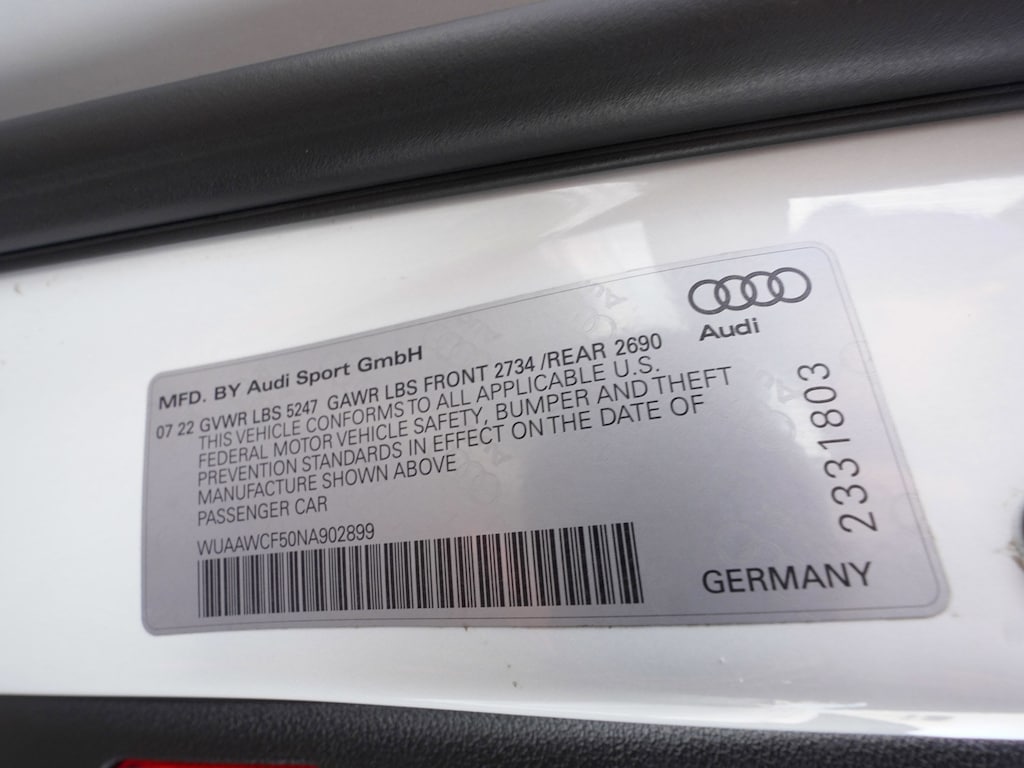 Audi
MFD. BY Audi Sport GmbH
07 22 GVWR LBS 5247 GAWR LBS FRONT 2734 /REAR 2690
THIS VEHICLE CONFORMS TO ALL APPLICABLE U.S.
FEDERAL MOTOR VEHICLE SAFETY, BUMPER AND THEFT
PREVENTION STANDARDS IN EFFECT ON THE DATE OF
MANUFACTURE SHOWN ABOVE
PASSENGER CAR
WUAAWCF50NA902899
2331803
GERMANY